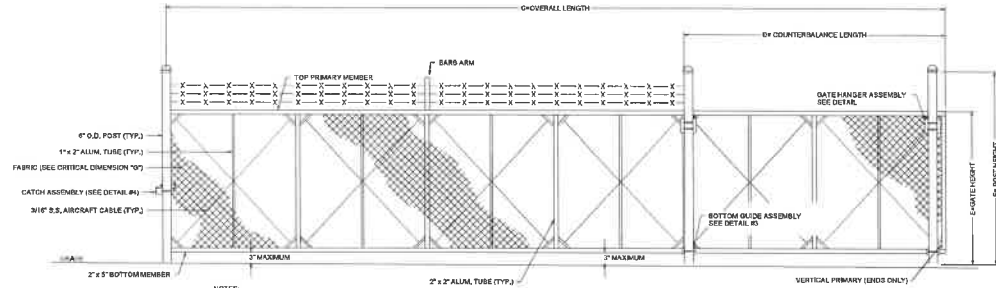 C=OVERALL LENGTH
D= COUNTERBALANCE LENGTH
BARB ARM
TOP PRIMARY MEMBER
GATE HANGER ASSEMBLY
SEE DETAIL
6" O.D. POST (TYP.)
1" x 2" ALUM. TUBE (TYP.)
FABRIC (SEE CRITICAL DIMENSION "G")
CATCH ASSEMBLY (SEE DETAIL #4)
3/16" S.S. AIRCRAFT CABLE (TYP.)
E=GATE HEIGHT
POST HEIGHT
BOTTOM GUIDE ASSEMBLY
SEE DETAIL #3
3" MAXIMUM
3" MAXIMUM
2" x 5" BOTTOM MEMBER
2" x 2" ALUM. TUBE (TYP.)
VERTICAL PRIMARY (ENDS ONLY)
NOTES: